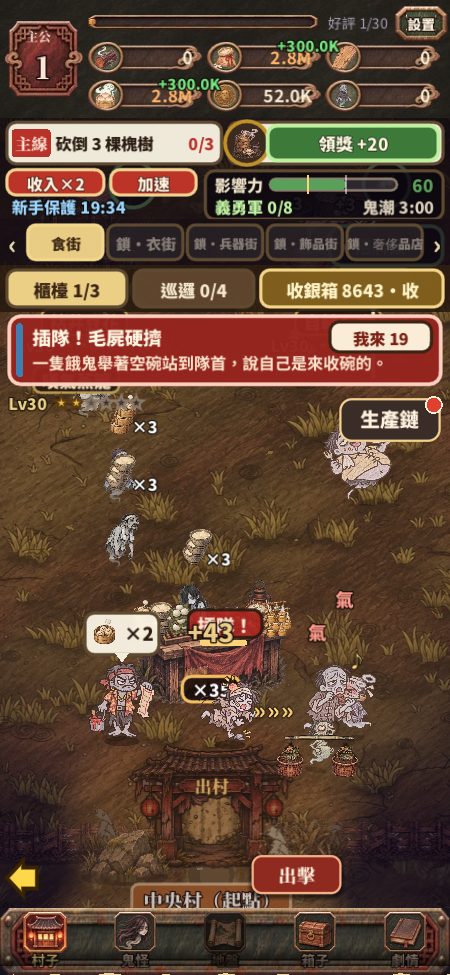 主公
1
好評 1/30
設置
0
+300.0K
2.8M
0
+300.0K
2.8M
52.0K
0
主線 砍倒 3 棵槐樹 0/3
領獎 +20
收入×2
加速
影響力 60
新手保護 19:34
義勇軍 0/8
鬼潮 3:00
‹
食街
鎖・衣街
鎖・兵器街
鎖・飾品街
鎖・奢侈品店
›
櫃檯 1/3
巡邏 0/4
收銀箱 8643・收
插隊！毛屍硬擠
我來 19
一隻餓鬼舉著空碗站到隊首，說自己是來收碗的。
Lv30
生產鏈
×3
×3
×3
氣
氣
插隊！
+43
×2
×35
出村
出擊
中央村（起點）
村子
鬼怪
地盤
箱子
劇情